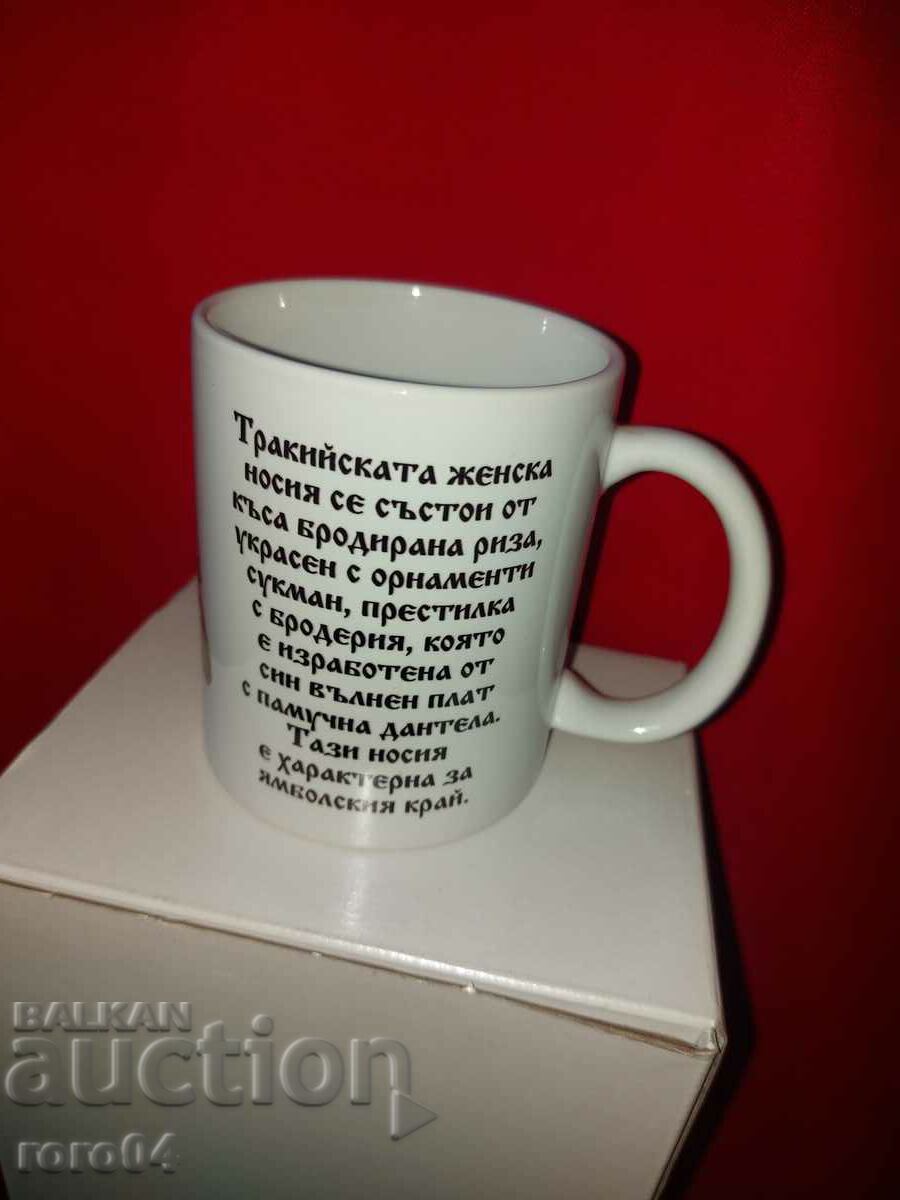 Тракийската женска
носия се състои от
къса бродирана риза,
украсен с орнаменти
сукман, престилка
с бродерия, която
е изработена от
син вълнен плат
с памучна дантела.
Тази носия
е характерна за
ямболския край.
BALKAN
auction
roro04